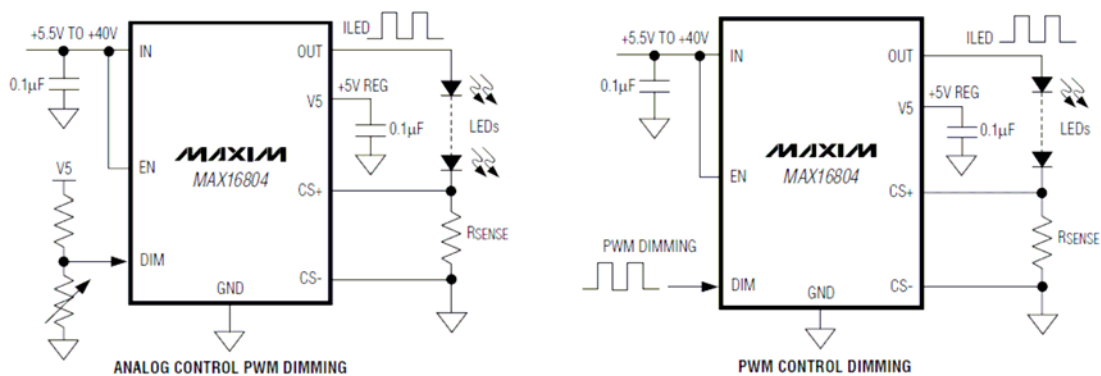 +5.5V TO +40V
IN
OUT
ILED
0.1µF
+5V REG
V5
0.1µF
LEDs
MAXIM
MAX16804
V5
EN
CS+
RSENSE
DIM
CS-
GND
ANALOG CONTROL PWM DIMMING
+5.5V TO +40V
IN
OUT
ILED
0.1µF
+5V REG
V5
0.1µF
LEDs
MAXIM
MAX16804
EN
CS+
RSENSE
PWM DIMMING
DIM
CS-
GND
PWM CONTROL DIMMING